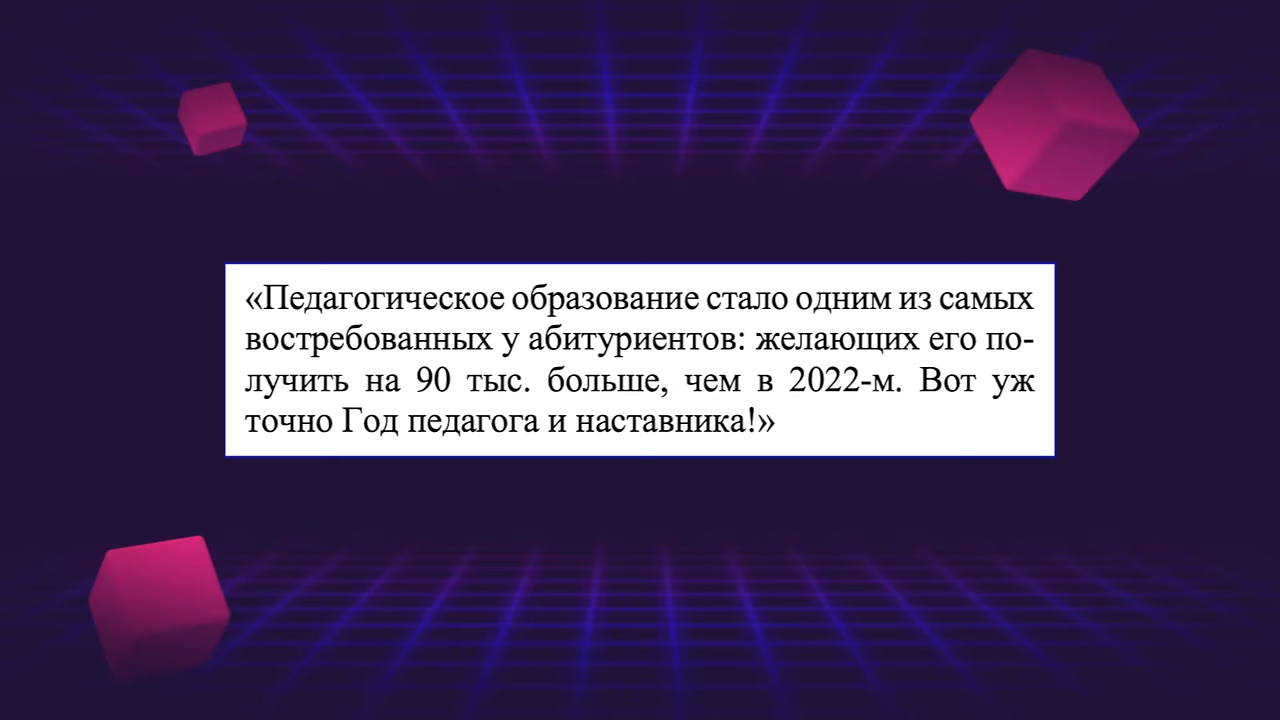 «Педагогическое образование стало одним из самых
востребованных у абитуриентов: желающих его по-
лучить на 90 тыс. больше, чем в 2022-м. Вот уж
точно Год педагога и наставника!»